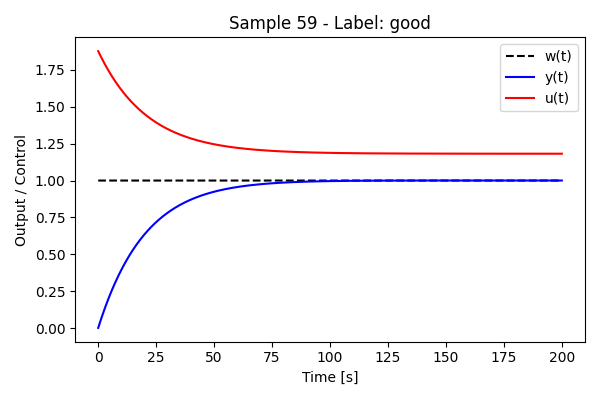 Sample 59 - Label: good
w(t)
y(t)
u(t)
Output / Control
1.75
1.50
1.25
1.00
0.75
0.50
0.25
0.00
0 25 50 75 100 125 150 175 200
Time [s]